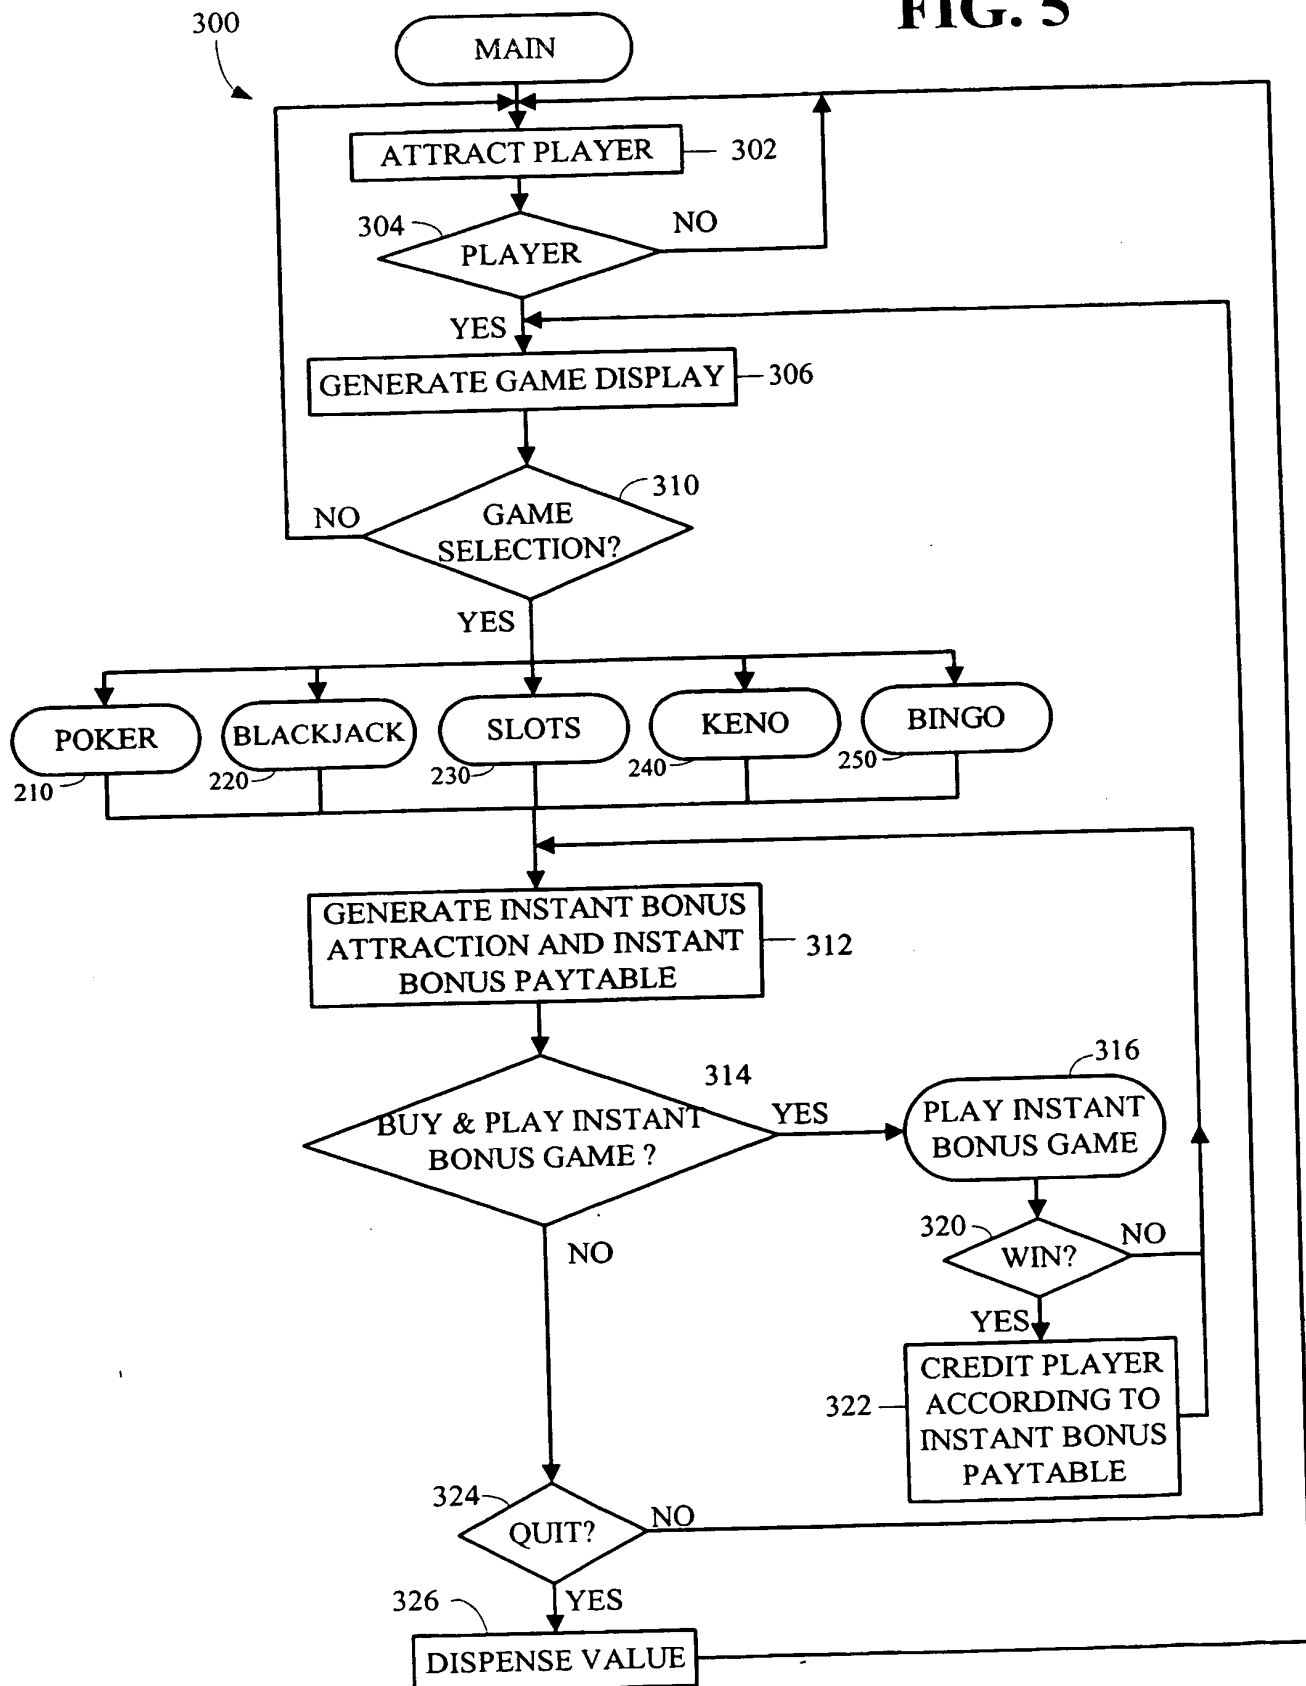 FIG. 5
300
MAIN
ATTRACT PLAYER
302
304
PLAYER
NO
YES
GENERATE GAME DISPLAY
306
310
NO
GAME
SELECTION?
YES
POKER
BLACKJACK
SLOTS
KENO
BINGO
210
220
230
240
250
GENERATE INSTANT BONUS
ATTRACTION AND INSTANT
BONUS PAYTABLE
312
314
BUY & PLAY INSTANT
BONUS GAME ?
YES
316
PLAY INSTANT
BONUS GAME
NO
320
WIN?
NO
YES
322
CREDIT PLAYER
ACCORDING TO
INSTANT BONUS
PAYTABLE
324
QUIT?
NO
YES
326
DISPENSE VALUE